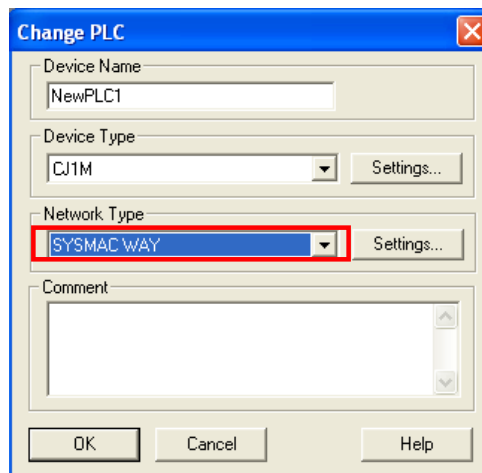 Change PLC
Device Name
NewPLC1
Device Type
CJ1M
Settings...
Network Type
SYSMAC WAY
Settings...
Comment
OK
Cancel
Help